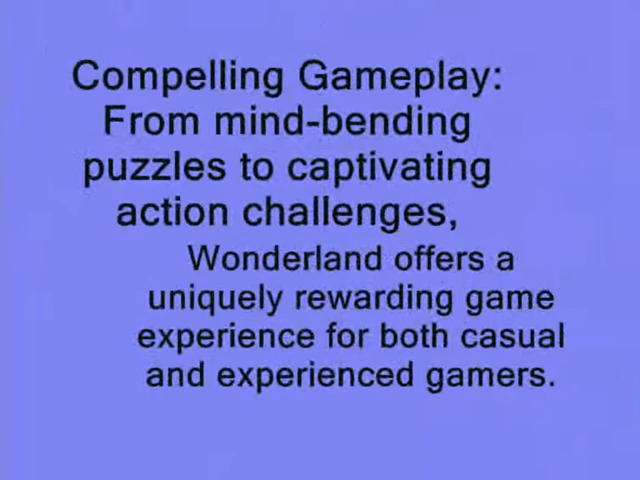 Compelling Gameplay:
From mind-bending
puzzles to captivating
action challenges,
Wonderland offers a
uniquely rewarding game
experience for both casual
and experienced gamers.